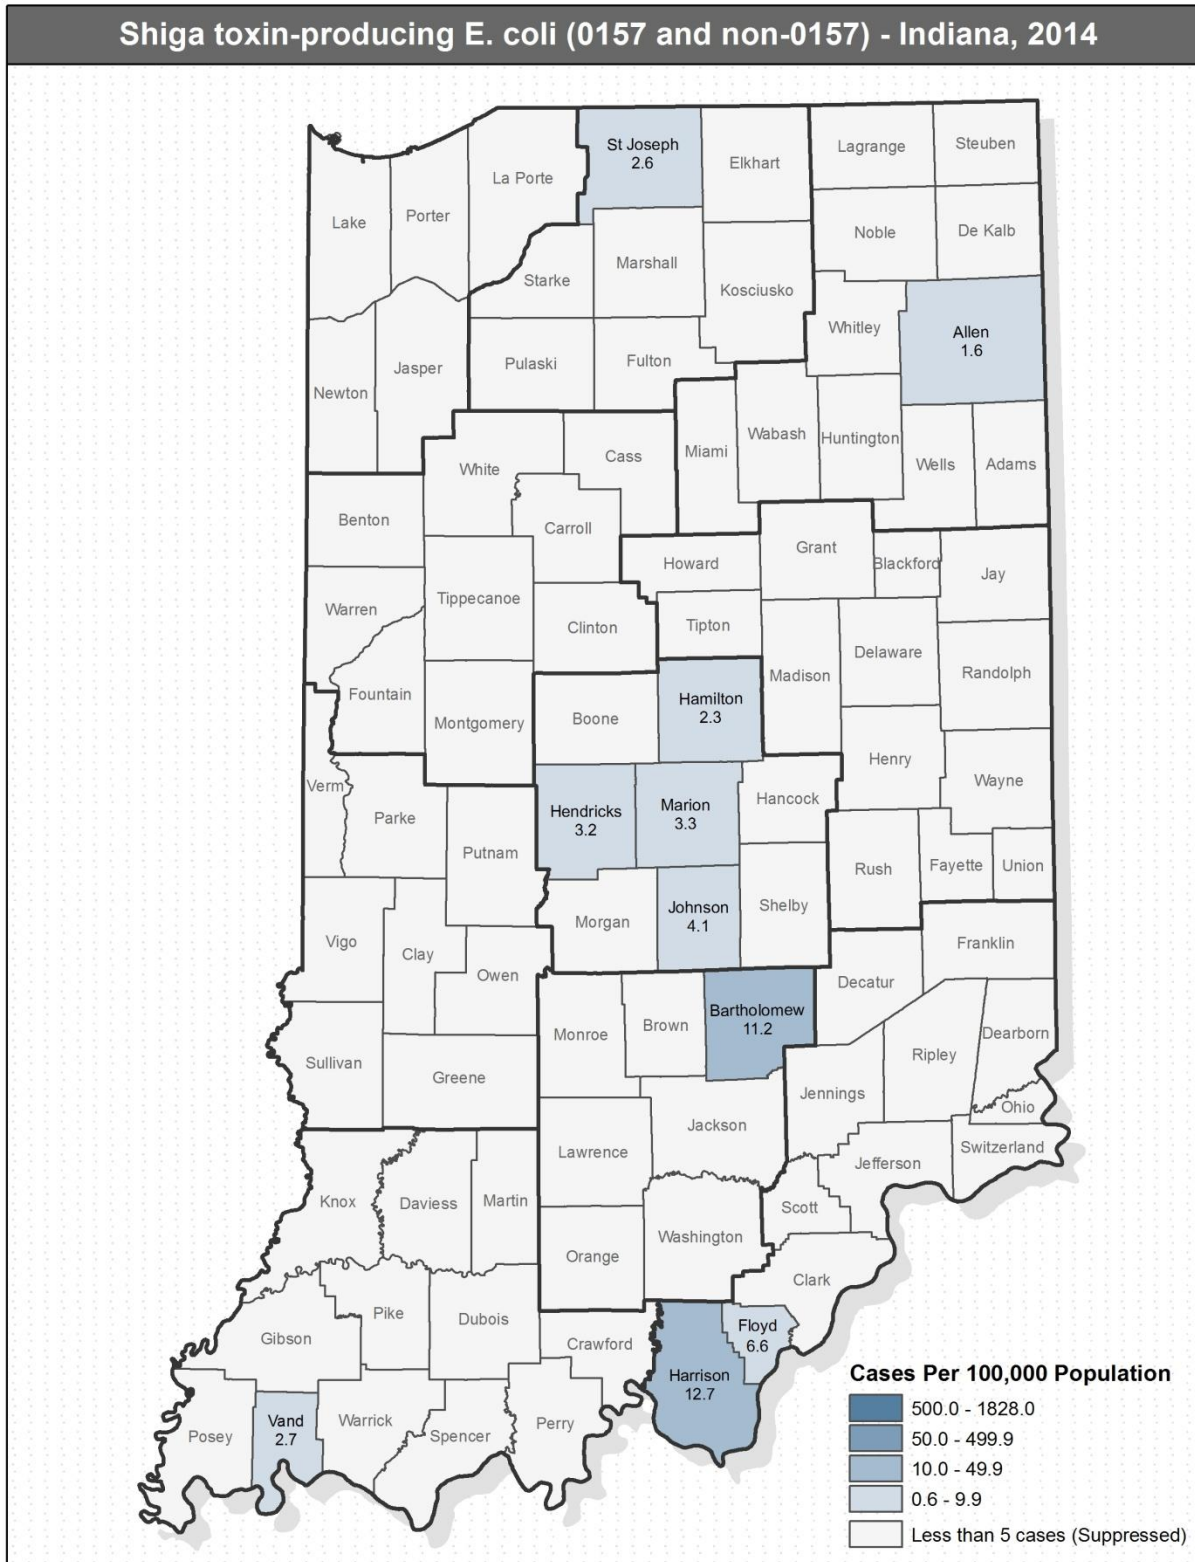 Shiga toxin-producing E. coli (0157 and non-0157) - Indiana, 2014
St Joseph
2.6
Elkhart
Lagrange
Steuben
La Porte
Lake
Porter
Noble
De Kalb
Starke
Marshall
Kosciusko
Whitley
Allen
1.6
Newton
Jasper
Pulaski
Fulton
Miami
Wabash
Huntington
Wells
Adams
White
Cass
Benton
Carroll
Howard
Grant
Blackford
Jay
Warren
Tippecanoe
Clinton
Tipton
Madison
Delaware
Randolph
Fountain
Montgomery
Boone
Hamilton
2.3
Henry
Wayne
Verm
Parke
Putnam
Hendricks
3.2
Marion
3.3
Hancock
Rush
Fayette
Union
Vigo
Clay
Owen
Morgan
Johnson
4.1
Shelby
Franklin
Decatur
Sullivan
Greene
Monroe
Brown
Bartholomew
11.2
Jennings
Ripley
Dearborn
Ohio
Switzerland
Jefferson
Lawrence
Jackson
Knox
Daviess
Martin
Orange
Washington
Scott
Clark
Gibson
Pike
Dubois
Crawford
Harrison
12.7
Floyd
6.6
Posey
Vand
2.7
Warrick
Spencer
Perry
Cases Per 100,000 Population
500.0 - 1828.0
50.0 - 499.9
10.0 - 49.9
0.6 - 9.9
Less than 5 cases (Suppressed)